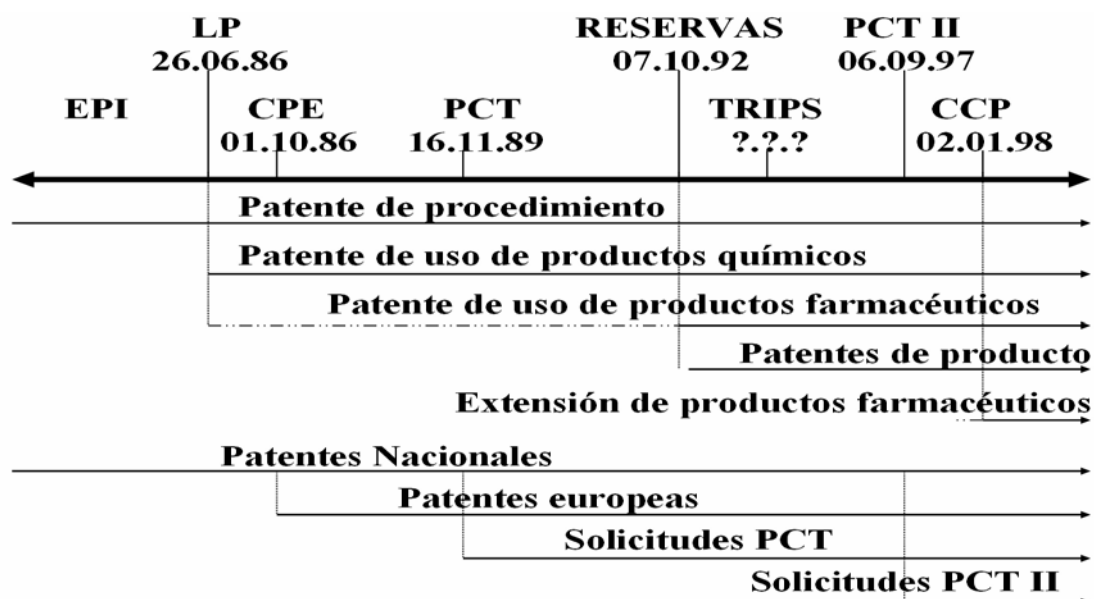 LP RESERVAS PCT II
26.06.86 07.10.92 06.09.97
EPI CPE PCT TRIPS CCP
01.10.86 16.11.89 ?.?.? 02.01.98
Patente de procedimiento
Patente de uso de productos químicos
Patente de uso de productos farmacéuticos
Patentes de producto
Extensión de productos farmacéuticos
Patentes Nacionales
Patentes europeas
Solicitudes PCT
Solicitudes PCT II